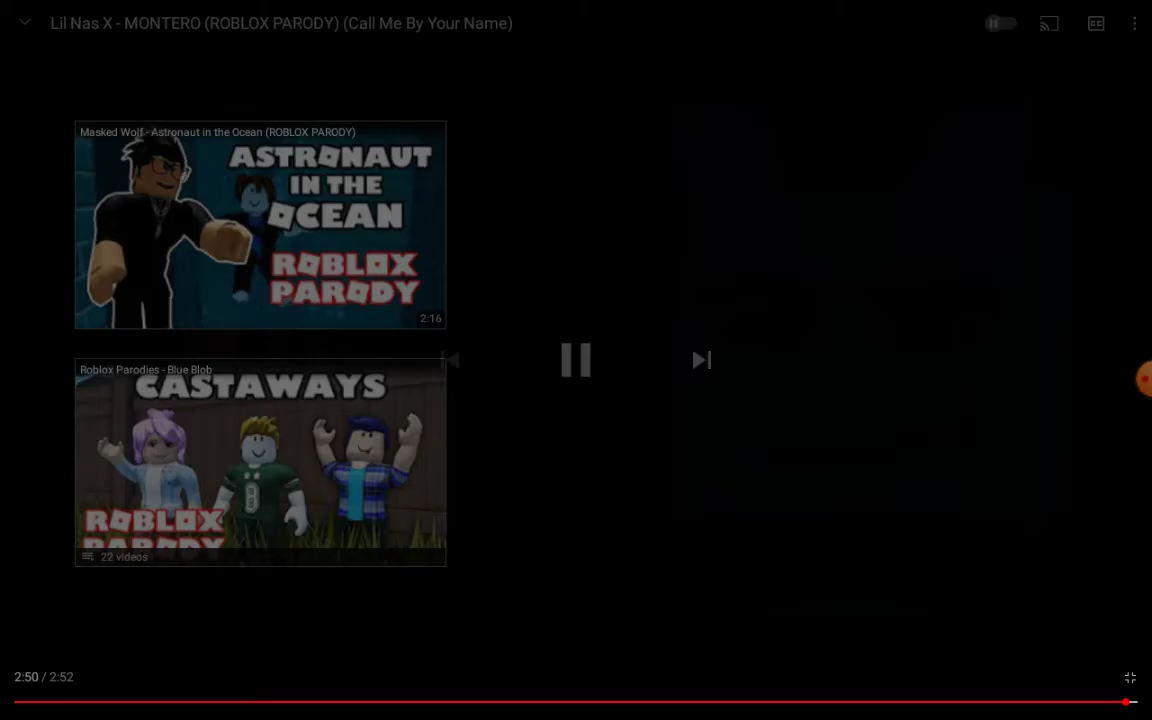 Lil Nas X - MONTERO (ROBLOX PARODY) (Call Me By Your Name)
CC
Masked Wolf - Astronaut in the Ocean (ROBLOX PARODY)
ASTRONAUT
IN THE
OCEAN
ROBLOX
PARODY
2:16
Roblox Parodies - Blue Blob
CASTAWAYS
ROBLOX
PARODY
22 videos
2:50 / 2:52